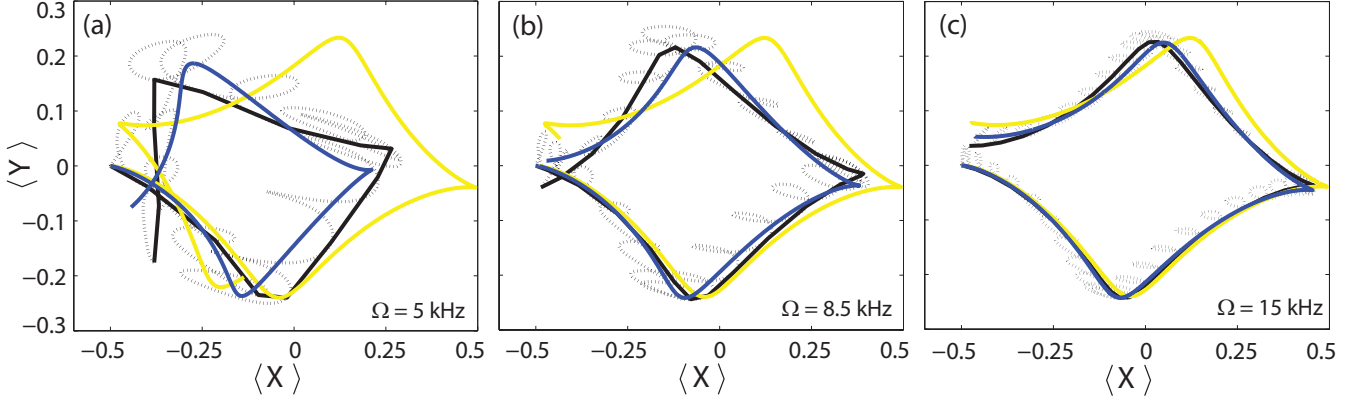 (a)
(b)
(c)
0.3
0.2
0.1
0
−0.1
−0.2
−0.3
⟨Y⟩
Ω = 5 kHz
Ω = 8.5 kHz
Ω = 15 kHz
−0.5 −0.25 0 0.25 0.5
−0.5 −0.25 0 0.25 0.5
−0.5 −0.25 0 0.25 0.5
⟨X⟩
⟨X⟩
⟨X⟩